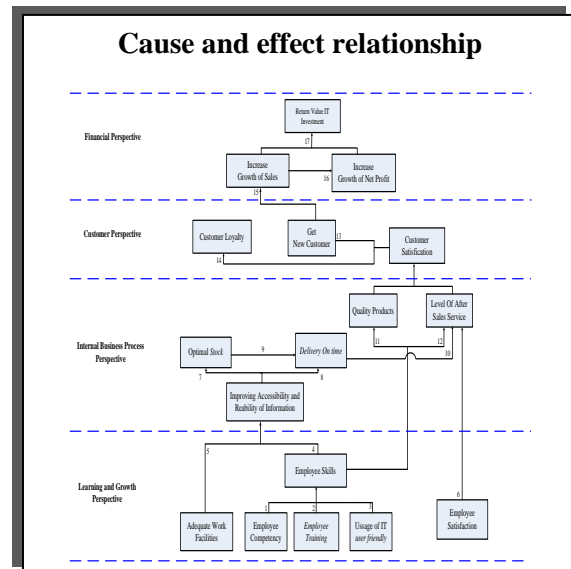 Cause and effect relationship
Financial Perspective
Return Value IT
Investment
17
Increase
Growth of Sales
16
Increase
Growth of Net Profit
15
Customer Perspective
Customer Loyalty
Get
New Customer
13
Customer
Satisfication
14
Internal Business Process
Perspective
Quality Products
Level Of After
Sales Service
11
12
Optimal Stock
9
Delivery On time
10
7
8
Improving Accessibility and
Reability of Information
Learning and Growth
Perspective
5
4
Employee Skills
1
2
3
6
Adequate Work
Facilities
Employee
Competency
Employee
Training
Ussage of IT
user friendly
Employee
Satisfaction